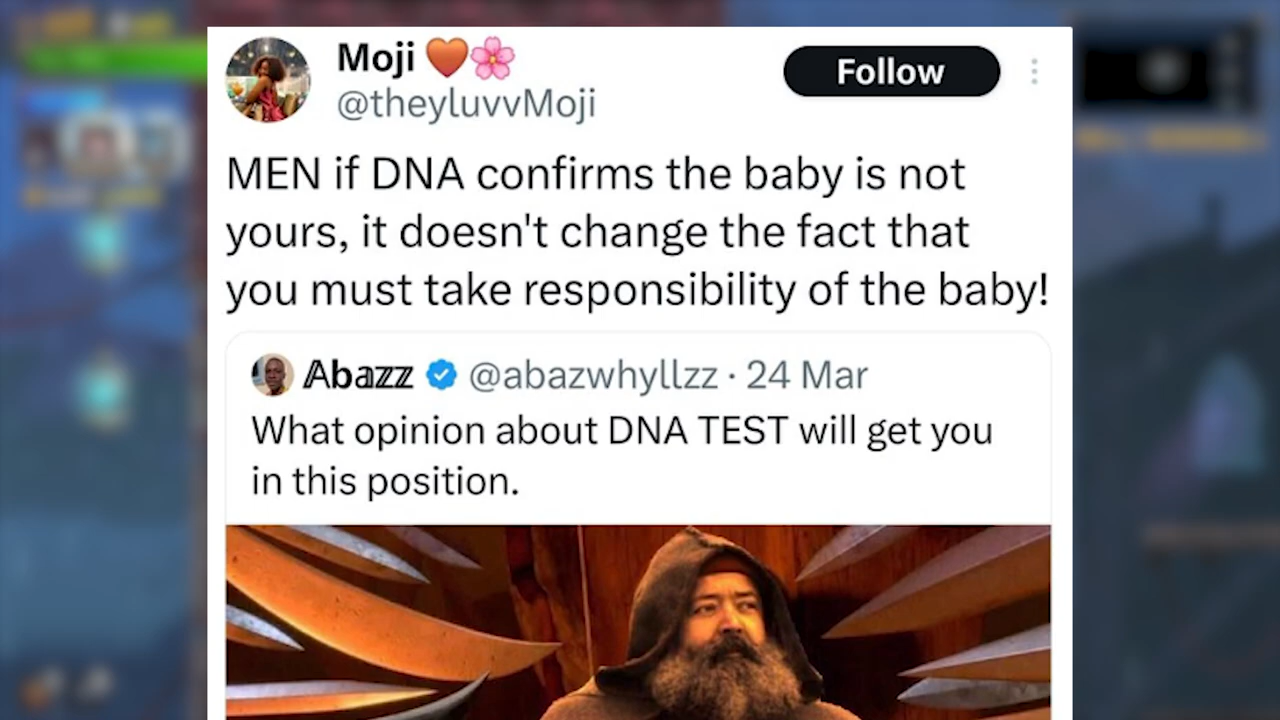 Moji 🧡🌸
Follow
@theyluvvMoji
MEN if DNA confirms the baby is not
yours, it doesn't change the fact that
you must take responsibility of the baby!
Abazz @abazwhyllzz · 24 Mar
What opinion about DNA TEST will get you
in this position.